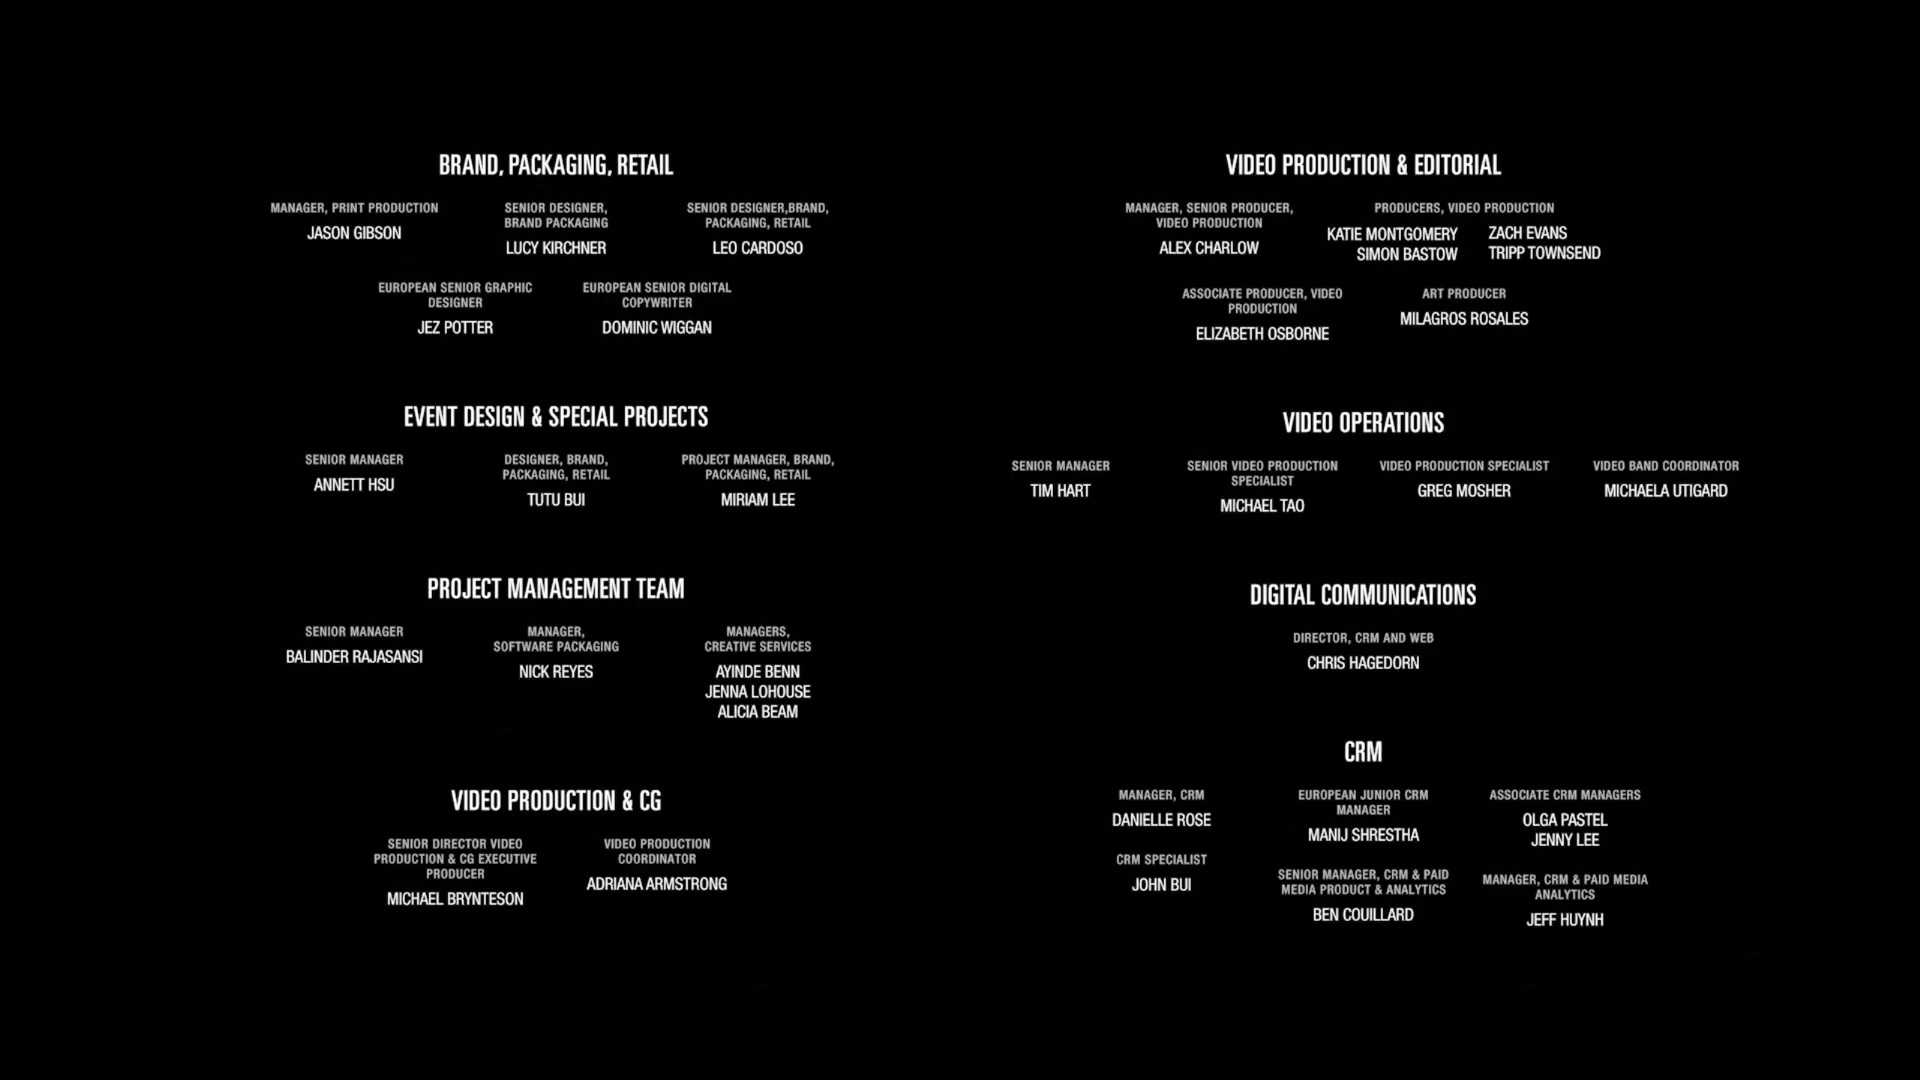 BRAND, PACKAGING, RETAIL
MANAGER, PRINT PRODUCTION
JASON GIBSON
SENIOR DESIGNER,
BRAND PACKAGING
LUCY KIRCHNER
SENIOR DESIGNER,BRAND,
PACKAGING, RETAIL
LEO CARDOSO
EUROPEAN SENIOR GRAPHIC
DESIGNER
JEZ POTTER
EUROPEAN SENIOR DIGITAL
COPYWRITER
DOMINIC WIGGAN
EVENT DESIGN & SPECIAL PROJECTS
SENIOR MANAGER
ANNETT HSU
DESIGNER, BRAND,
PACKAGING, RETAIL
TUTU BUI
PROJECT MANAGER, BRAND,
PACKAGING, RETAIL
MIRIAM LEE
PROJECT MANAGEMENT TEAM
SENIOR MANAGER
BALINDER RAJASANSI
MANAGER,
SOFTWARE PACKAGING
NICK REYES
MANAGERS,
CREATIVE SERVICES
AYINDE BENN
JENNA LOHOUSE
ALICIA BEAM
VIDEO PRODUCTION & CG
SENIOR DIRECTOR VIDEO
PRODUCTION & CG EXECUTIVE
PRODUCER
MICHAEL BRYNTESON
VIDEO PRODUCTION
COORDINATOR
ADRIANA ARMSTRONG
VIDEO PRODUCTION & EDITORIAL
MANAGER, SENIOR PRODUCER,
VIDEO PRODUCTION
ALEX CHARLOW
PRODUCERS, VIDEO PRODUCTION
KATIE MONTGOMERY
SIMON BASTOW
ZACH EVANS
TRIPP TOWNSEND
ASSOCIATE PRODUCER, VIDEO
PRODUCTION
ELIZABETH OSBORNE
ART PRODUCER
MILAGROS ROSALES
VIDEO OPERATIONS
SENIOR MANAGER
TIM HART
SENIOR VIDEO PRODUCTION
SPECIALIST
MICHAEL TAO
VIDEO PRODUCTION SPECIALIST
GREG MOSHER
VIDEO BAND COORDINATOR
MICHAELA UTIGARD
DIGITAL COMMUNICATIONS
DIRECTOR, CRM AND WEB
CHRIS HAGEDORN
CRM
MANAGER, CRM
DANIELLE ROSE
EUROPEAN JUNIOR CRM
MANAGER
MANIJ SHRESTHA
ASSOCIATE CRM MANAGERS
OLGA PASTEL
JENNY LEE
CRM SPECIALIST
JOHN BUI
SENIOR MANAGER, CRM & PAID
MEDIA PRODUCT & ANALYTICS
BEN COUILLARD
MANAGER, CRM & PAID MEDIA
ANALYTICS
JEFF HUYNH